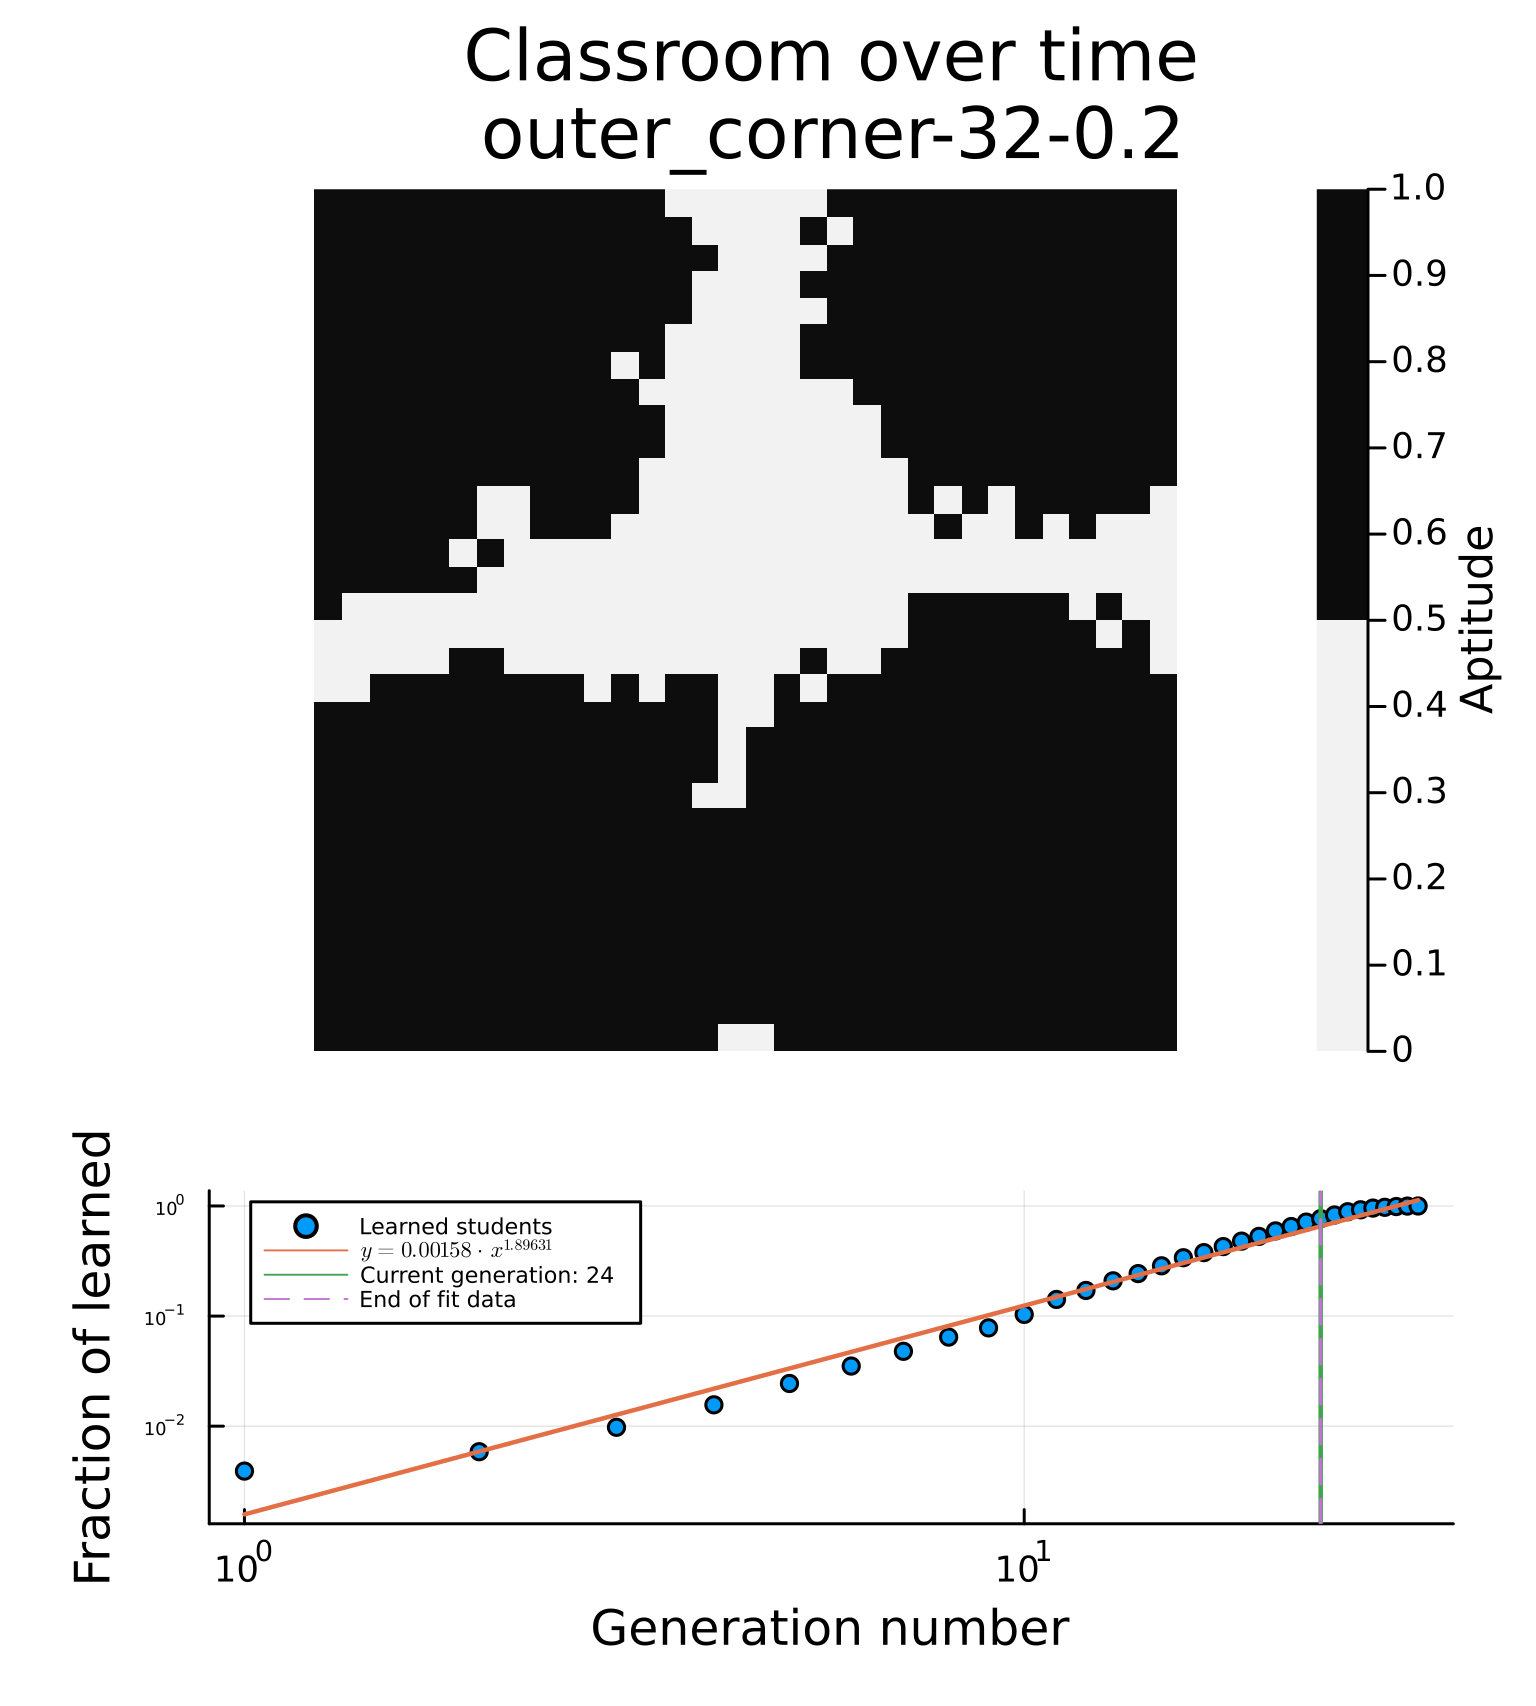 Classroom over time
outer_corner-32-0.2
1.0
0.9
0.8
0.7
0.6
0.5
0.4
0.3
0.2
0.1
0
Aptitude
Fraction of learned
10⁰
10⁻¹
10⁻²
Learned students
y = 0.00158 · x^1.89631
Current generation: 24
End of fit data
10⁰
10¹
Generation number